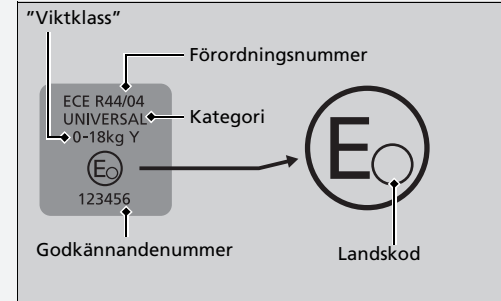 "Viktklass"
Förordningsnummer
ECE R44/04
UNIVERSAL
Kategori
0-18kg Y
E
E
123456
Godkännandenummer
Landskod